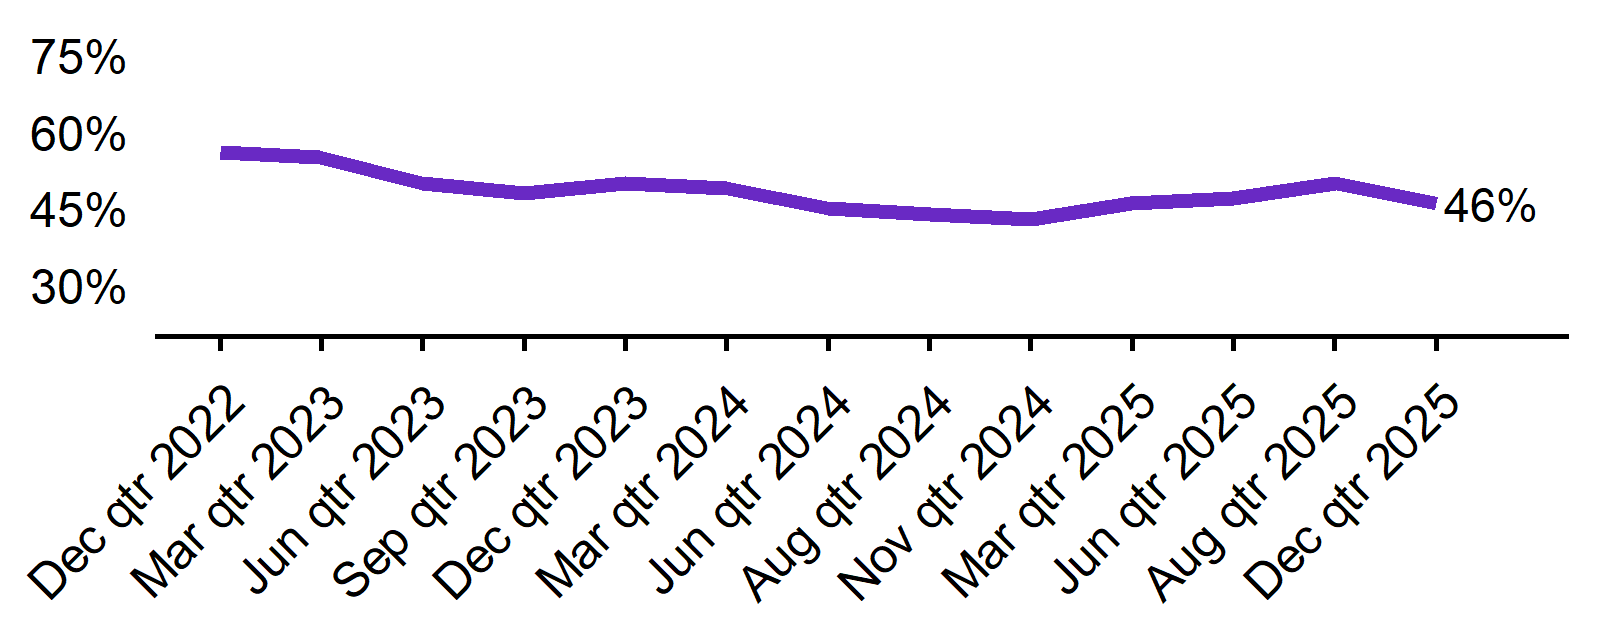 75%
60%
45%
30%
46%
Dec qtr 2022
Mar qtr 2023
Jun qtr 2023
Sep qtr 2023
Dec qtr 2023
Mar qtr 2024
Jun qtr 2024
Aug qtr 2024
Nov qtr 2024
Mar qtr 2025
Jun qtr 2025
Aug qtr 2025
Dec qtr 2025